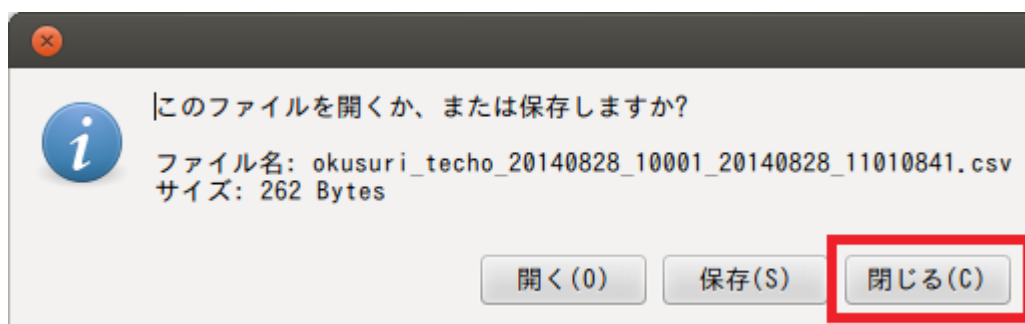 このファイルを開くか、または保存しますか?
ファイル名: okusuri_techo_20140828_10001_20140828_11010841.csv
サイズ: 262 Bytes
開く(O) 保存(S) 閉じる(C)